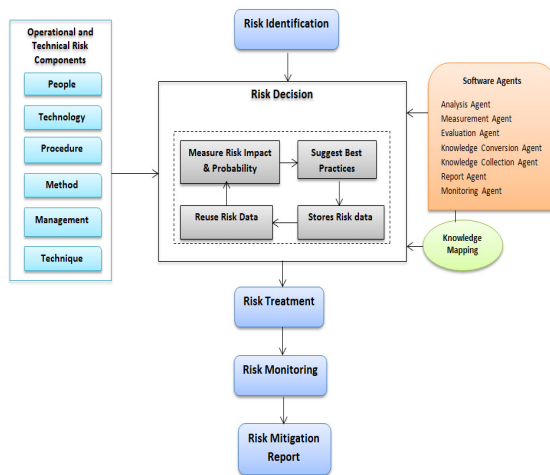 Operational and
Technical Risk
Components
People
Technology
Procedure
Method
Management
Technique
Risk Identification
Risk Decision
Measure Risk Impact
& Probability
Suggest Best
Practices
Reuse Risk Data
Stores Risk data
Software Agents
Analysis Agent
Measurement Agent
Evaluation Agent
Knowledge Conversion Agent
Knowledge Collection Agent
Report Agent
Monitoring Agent
Knowledge
Mapping
Risk Treatment
Risk Monitoring
Risk Mitigation
Report